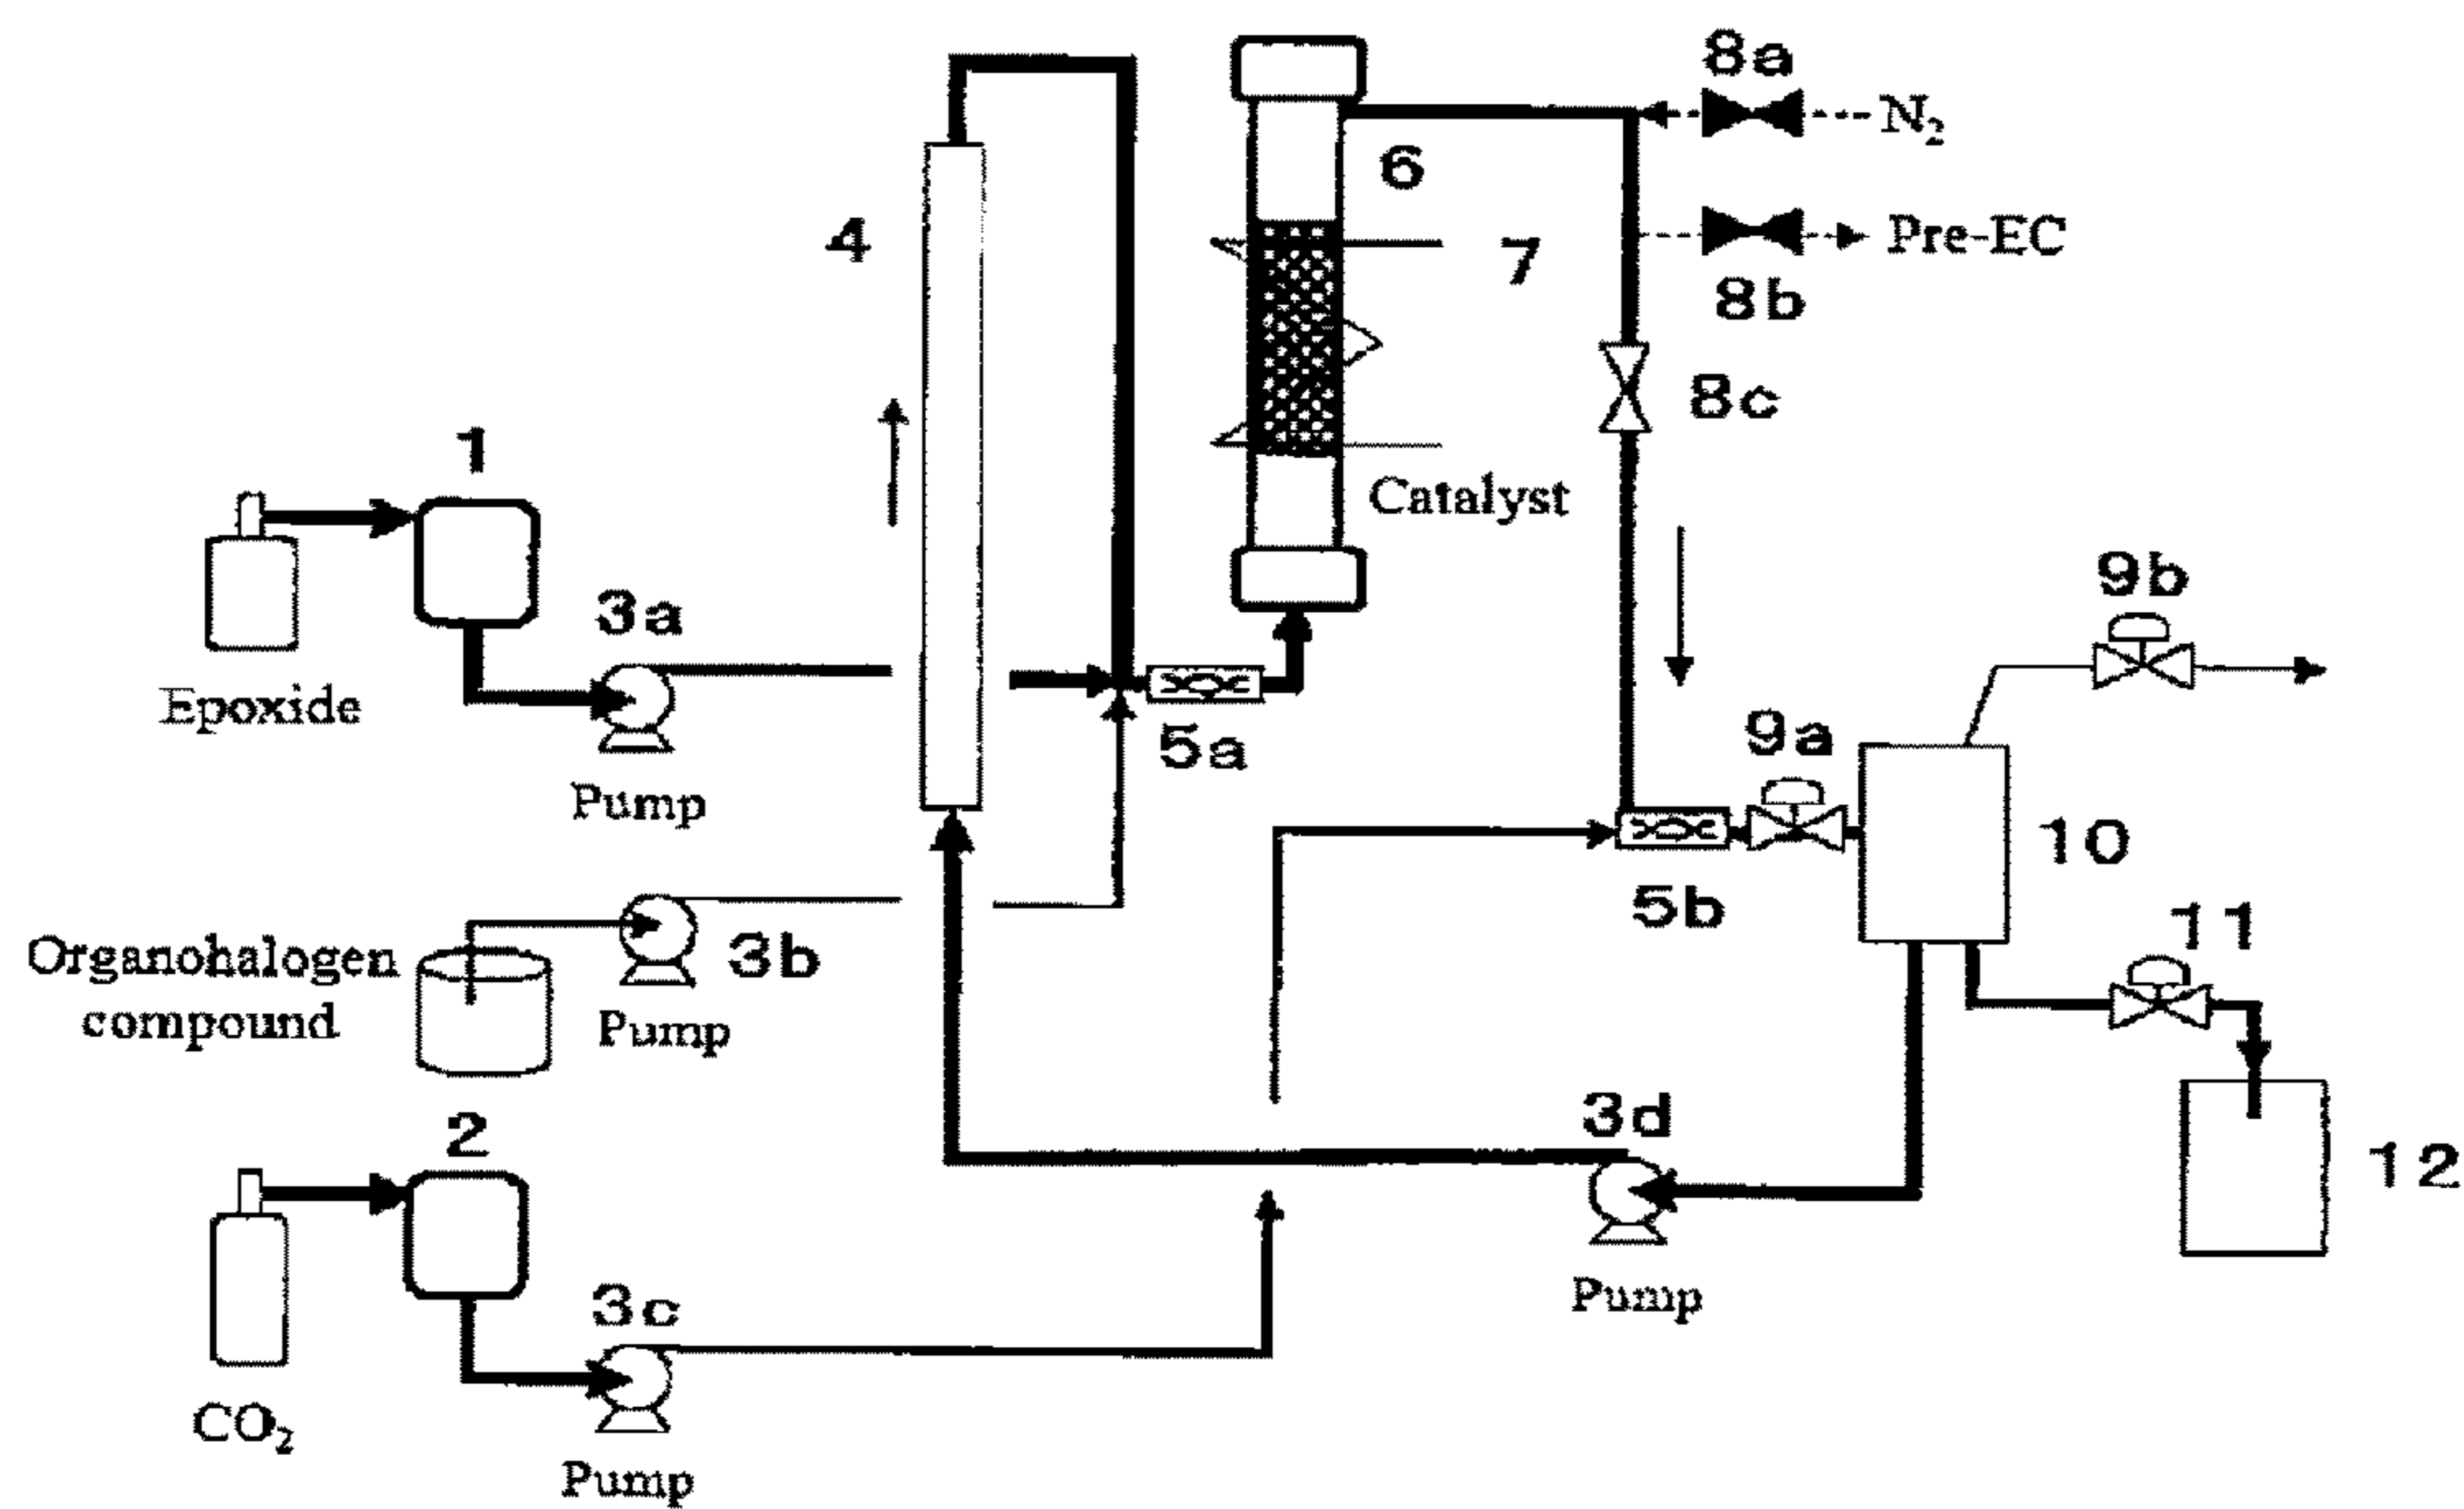 8a
N₂
4
6
Pre-EC
7
8b
8c
1
Catalyst
9b
3a
Epoxide
5a
9a
Pump
10
5b
11
Organohalogen
compound
3b
Pump
2
3d
12
3c
Pump
CO₂
Pump